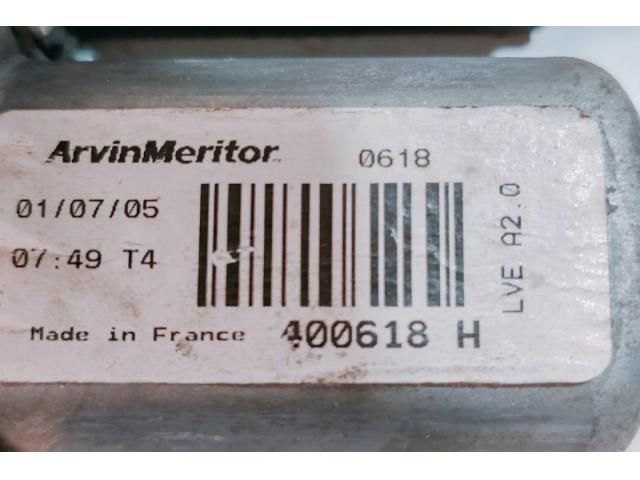 ArvinMeritor 0618
01/07/05
07:49 T4
LVE A2.0
Made in France 400618 H